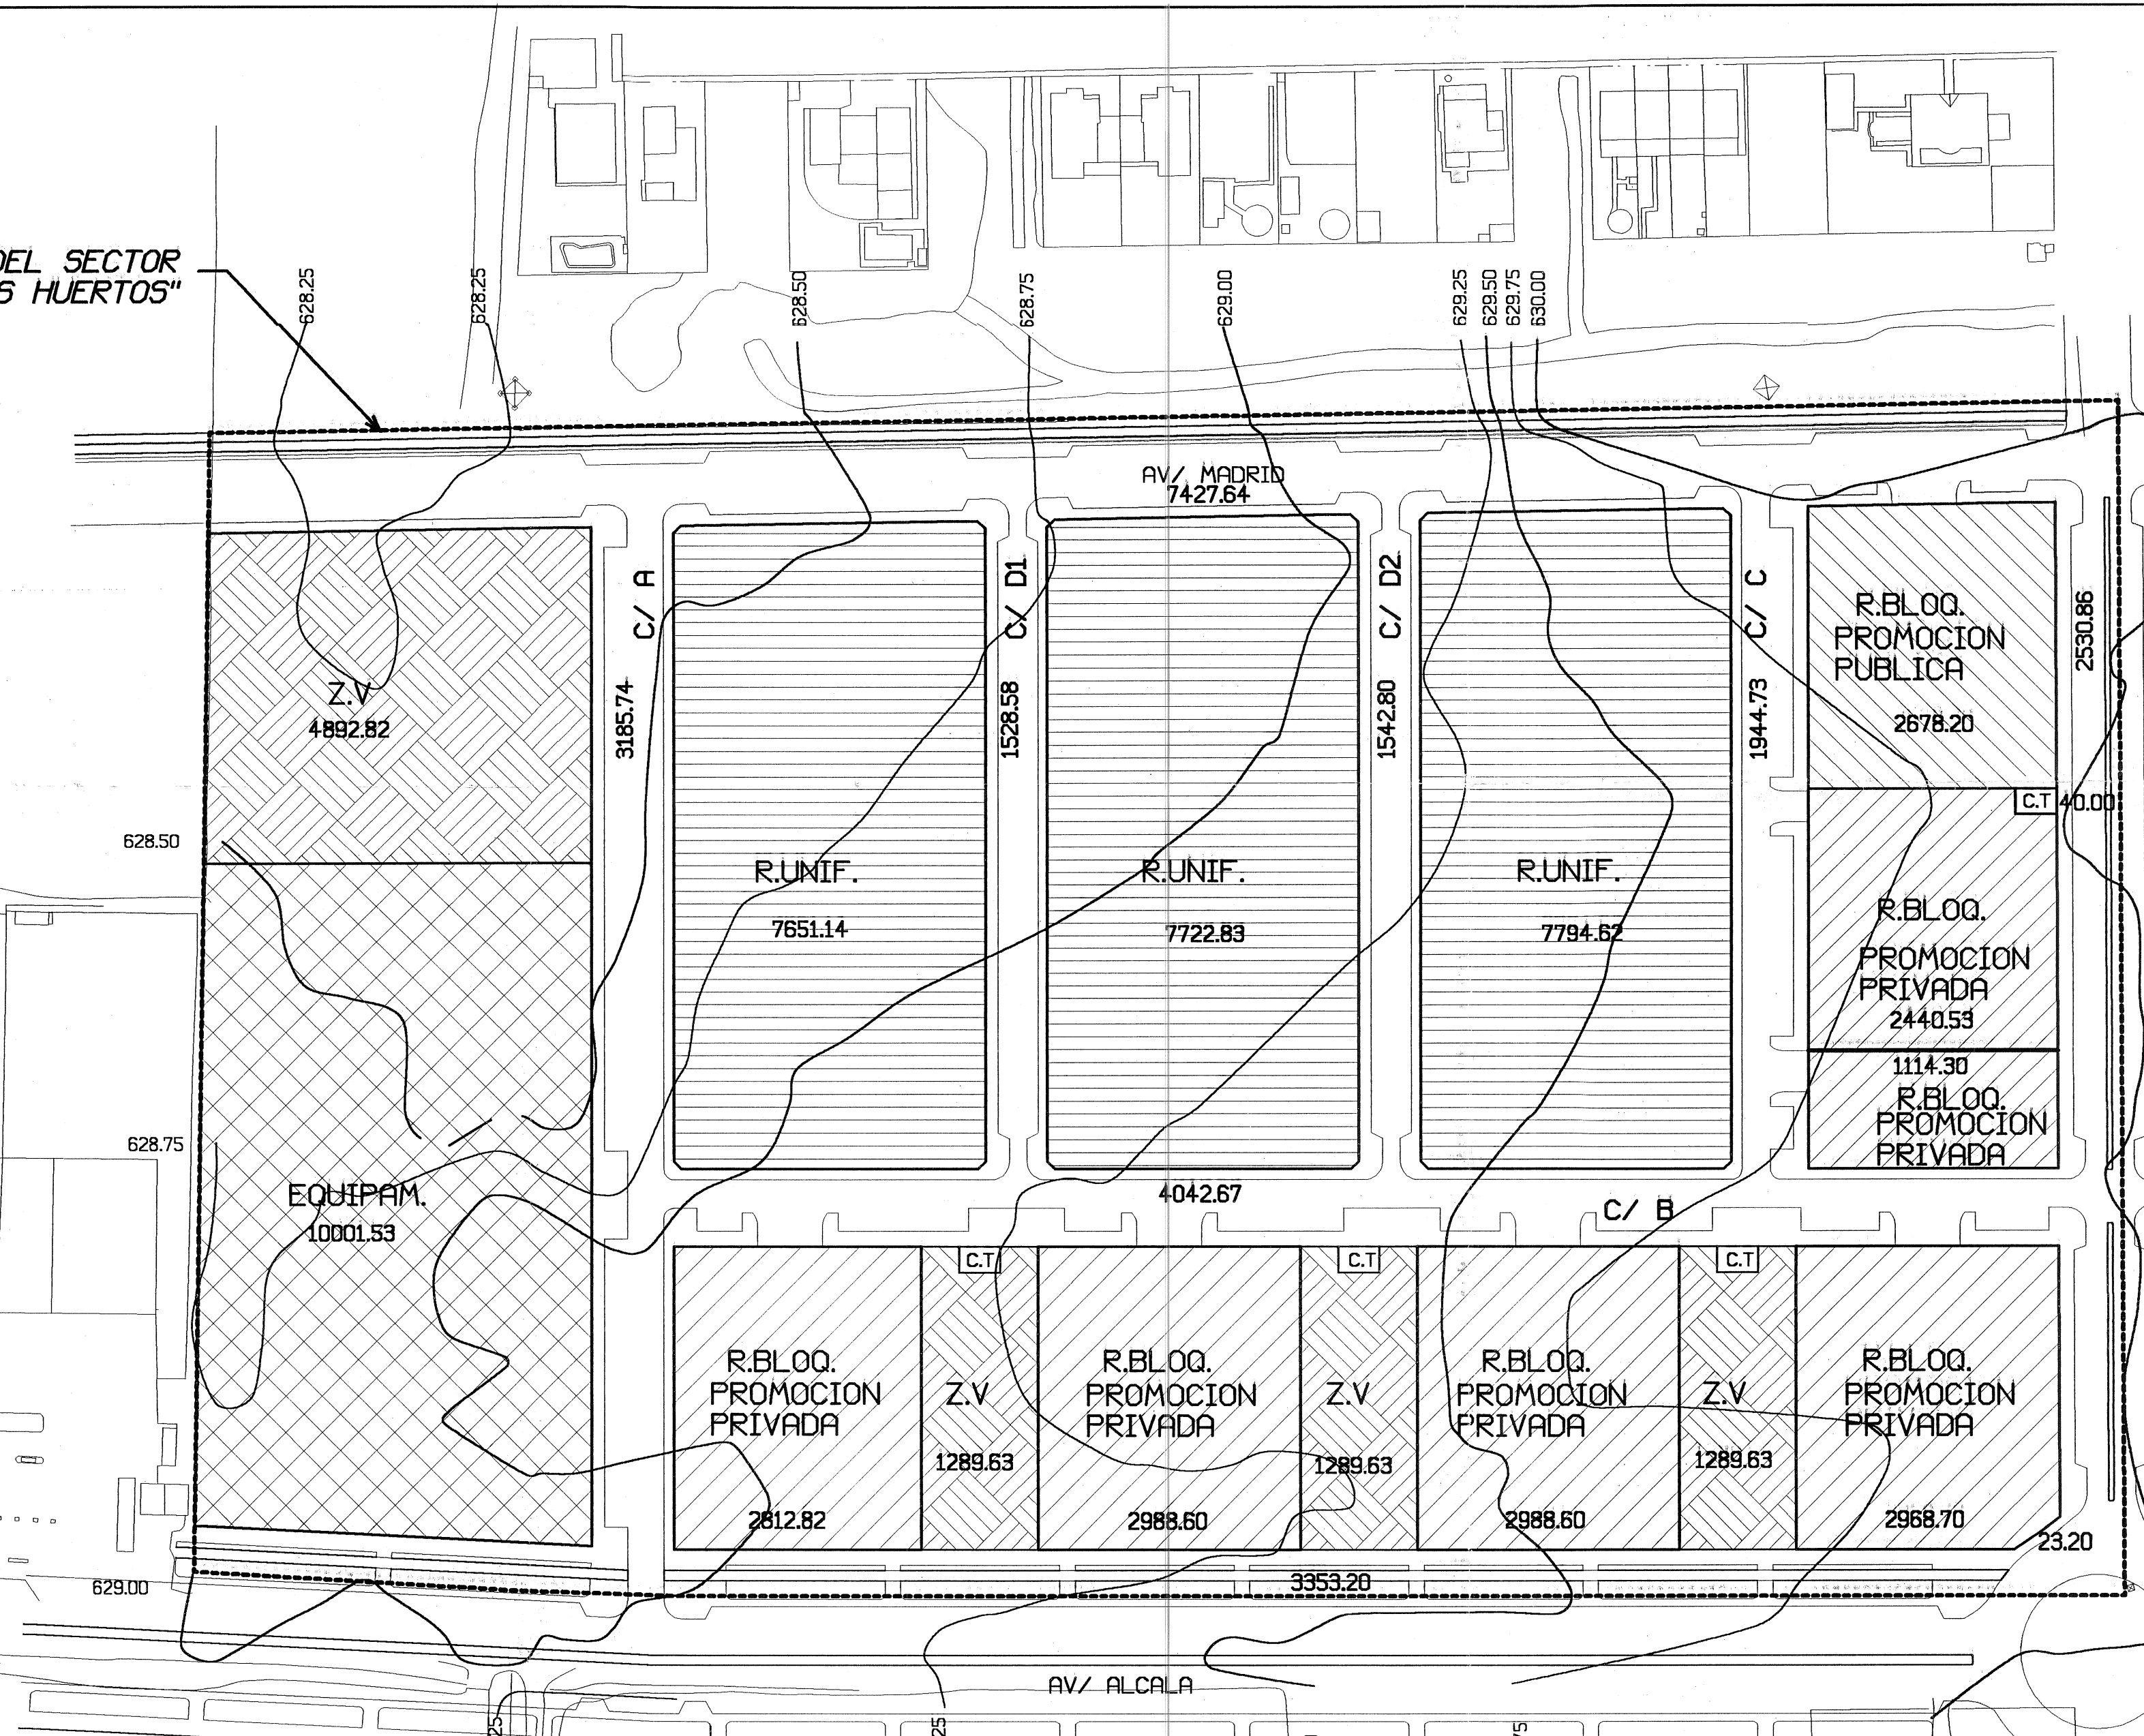 DEL SECTOR
S HUERTOS"
628.25
628.25
628.50
628.75
629.00
629.25
629.50
629.75
630.00
AV/ MADRID
7427.64
C/ A
C/ D1
C/ D2
C/ C
3185.74
1528.58
1542.80
1944.73
2530.86
Z.V
4892.82
R.BLOQ.
PROMOCION
PUBLICA
2678.20
C.T
40.00
628.50
R.UNIF.
7651.14
R.UNIF.
7722.83
R.UNIF.
7794.62
R.BLOQ.
PROMOCION
PRIVADA
2440.53
1114.30
R.BLOQ.
PROMOCION
PRIVADA
628.75
EQUIPAM.
10001.53
4042.67
C/ B
C.T
C.T
C.T
R.BLOQ.
PROMOCION
PRIVADA
2812.82
Z.V
1289.63
R.BLOQ.
PROMOCION
PRIVADA
2988.60
Z.V
1289.63
R.BLOQ.
PROMOCION
PRIVADA
2988.60
Z.V
1289.63
R.BLOQ.
PROMOCION
PRIVADA
2968.70
23.20
629.00
3353.20
AV/ ALCALA
25
25
75